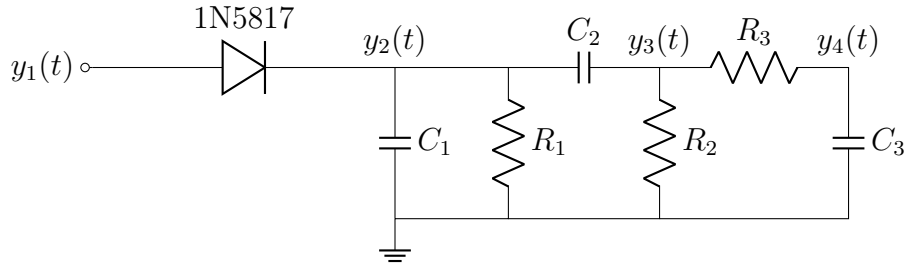 1N5817
y₁(t)
y₂(t)
C₂
y₃(t)
R₃
y₄(t)
C₁
R₁
R₂
C₃